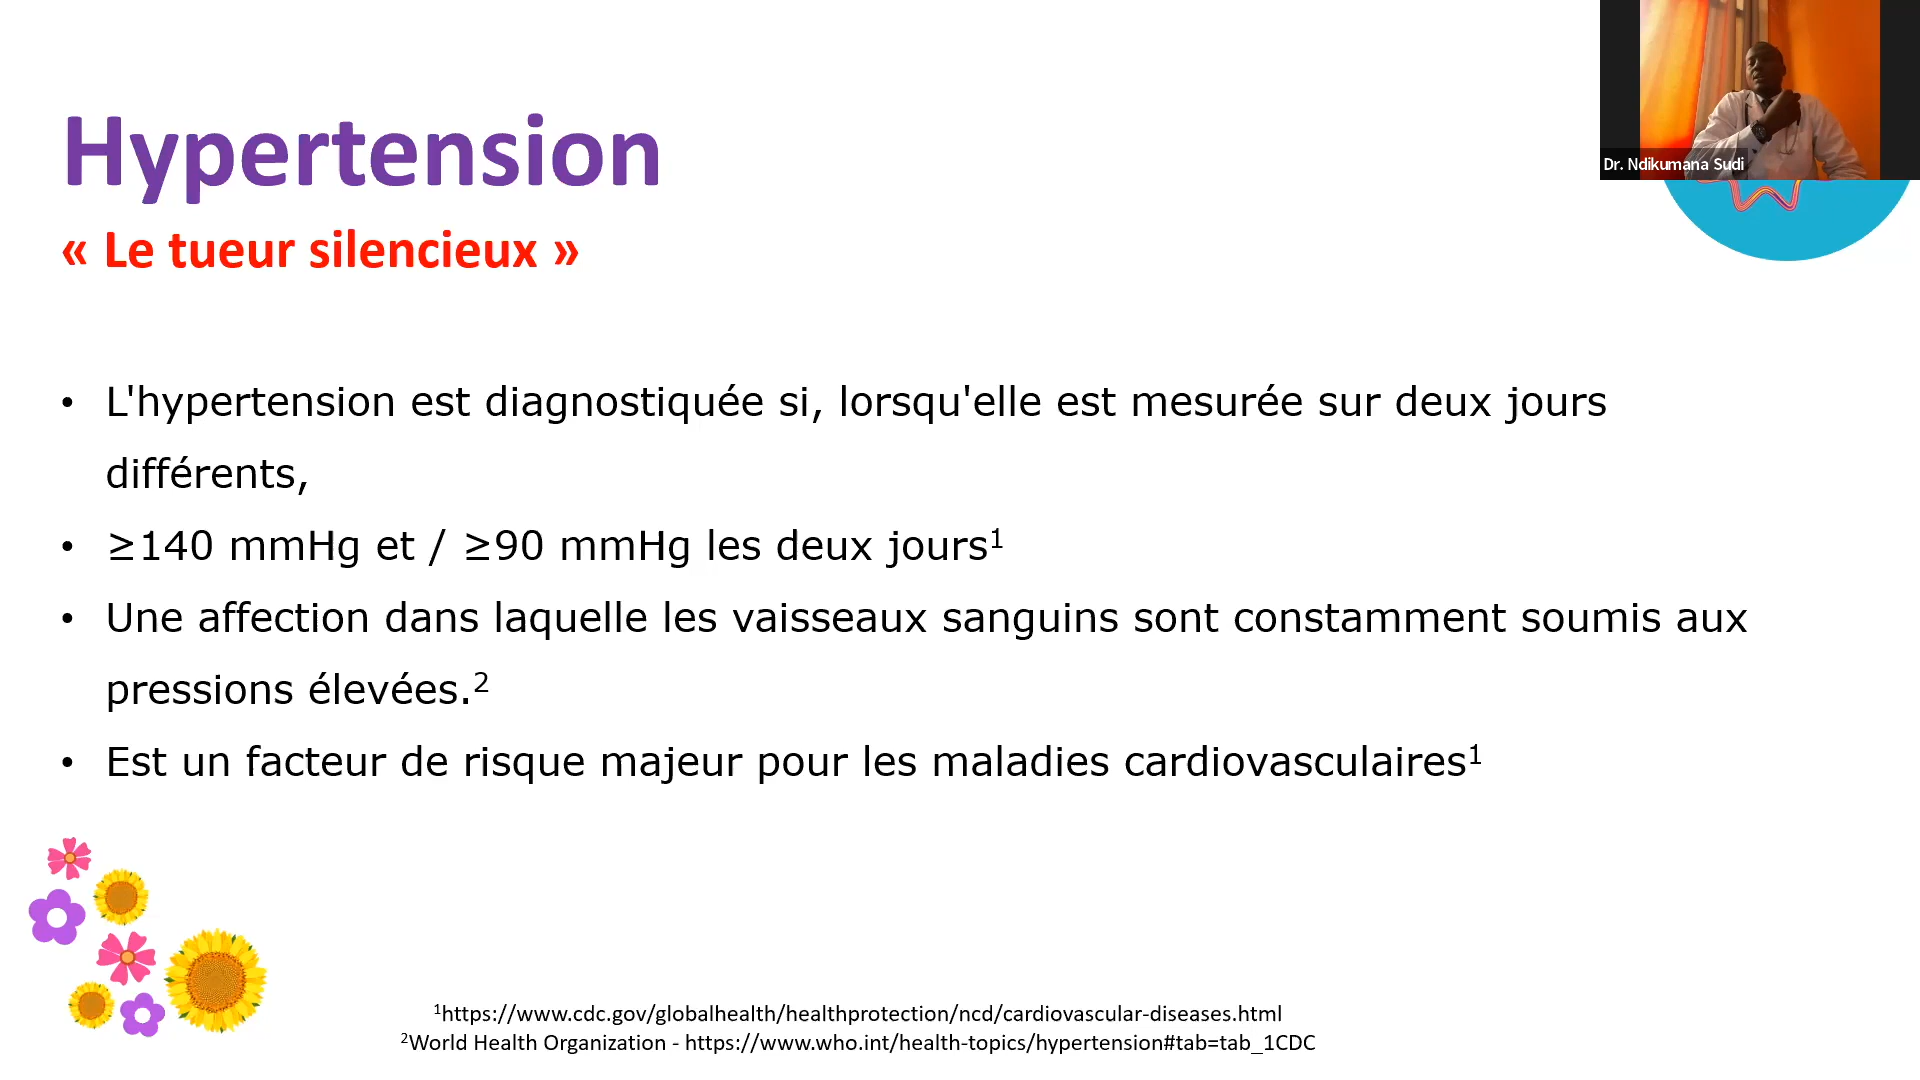 Dr. Ndikumana Sudi
Hypertension
« Le tueur silencieux »
• L'hypertension est diagnostiquée si, lorsqu'elle est mesurée sur deux jours
différents,
• ≥140 mmHg et / ≥90 mmHg les deux jours¹
• Une affection dans laquelle les vaisseaux sanguins sont constamment soumis aux
pressions élevées.²
• Est un facteur de risque majeur pour les maladies cardiovasculaires¹
¹https://www.cdc.gov/globalhealth/healthprotection/ncd/cardiovascular-diseases.html
²World Health Organization - https://www.who.int/health-topics/hypertension#tab=tab_1CDC